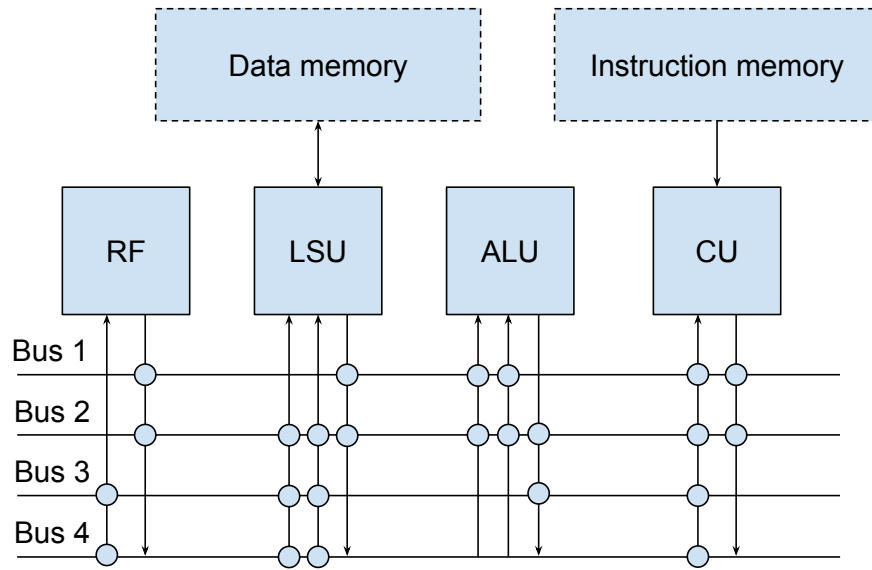 Data memory
Instruction memory
RF
LSU
ALU
CU
Bus 1
Bus 2
Bus 3
Bus 4